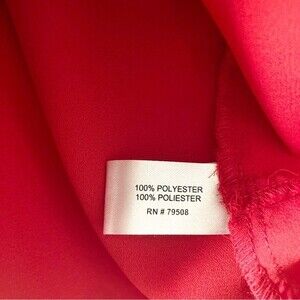 100% POLYESTER
100% POLIESTER
RN # 79508